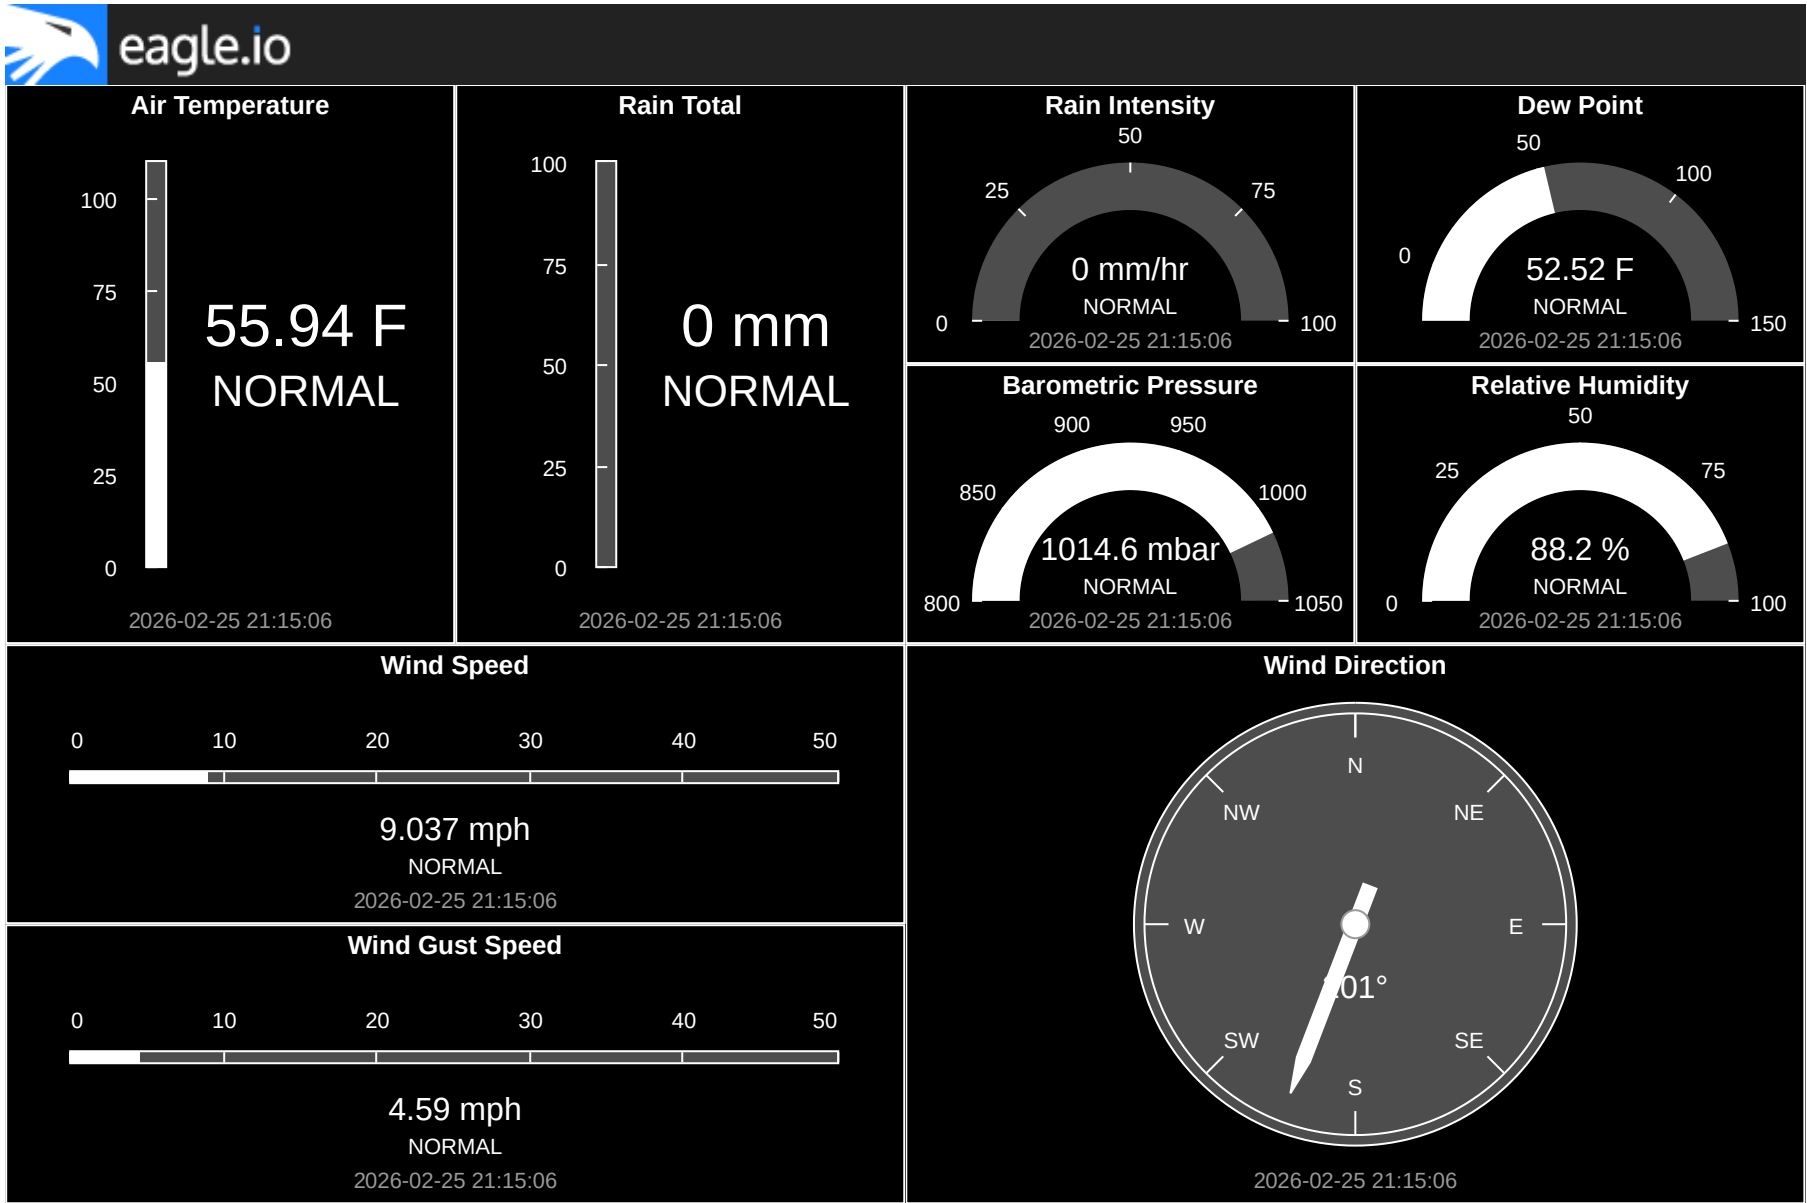 eagle.io
Air Temperature
100
75
50
25
0
55.94 F
NORMAL
2026-02-25 21:15:06
Rain Total
100
75
50
25
0
0 mm
NORMAL
2026-02-25 21:15:06
Rain Intensity
0
25
50
75
100
0 mm/hr
NORMAL
2026-02-25 21:15:06
Dew Point
0
50
100
150
52.52 F
NORMAL
2026-02-25 21:15:06
Barometric Pressure
800
850
900
950
1000
1050
1014.6 mbar
NORMAL
2026-02-25 21:15:06
Relative Humidity
0
25
50
75
100
88.2 %
NORMAL
2026-02-25 21:15:06
Wind Speed
0 10 20 30 40 50
9.037 mph
NORMAL
2026-02-25 21:15:06
Wind Gust Speed
0 10 20 30 40 50
4.59 mph
NORMAL
2026-02-25 21:15:06
Wind Direction
N
NW NE
W E
SW SE
S
2026-02-25 21:15:06